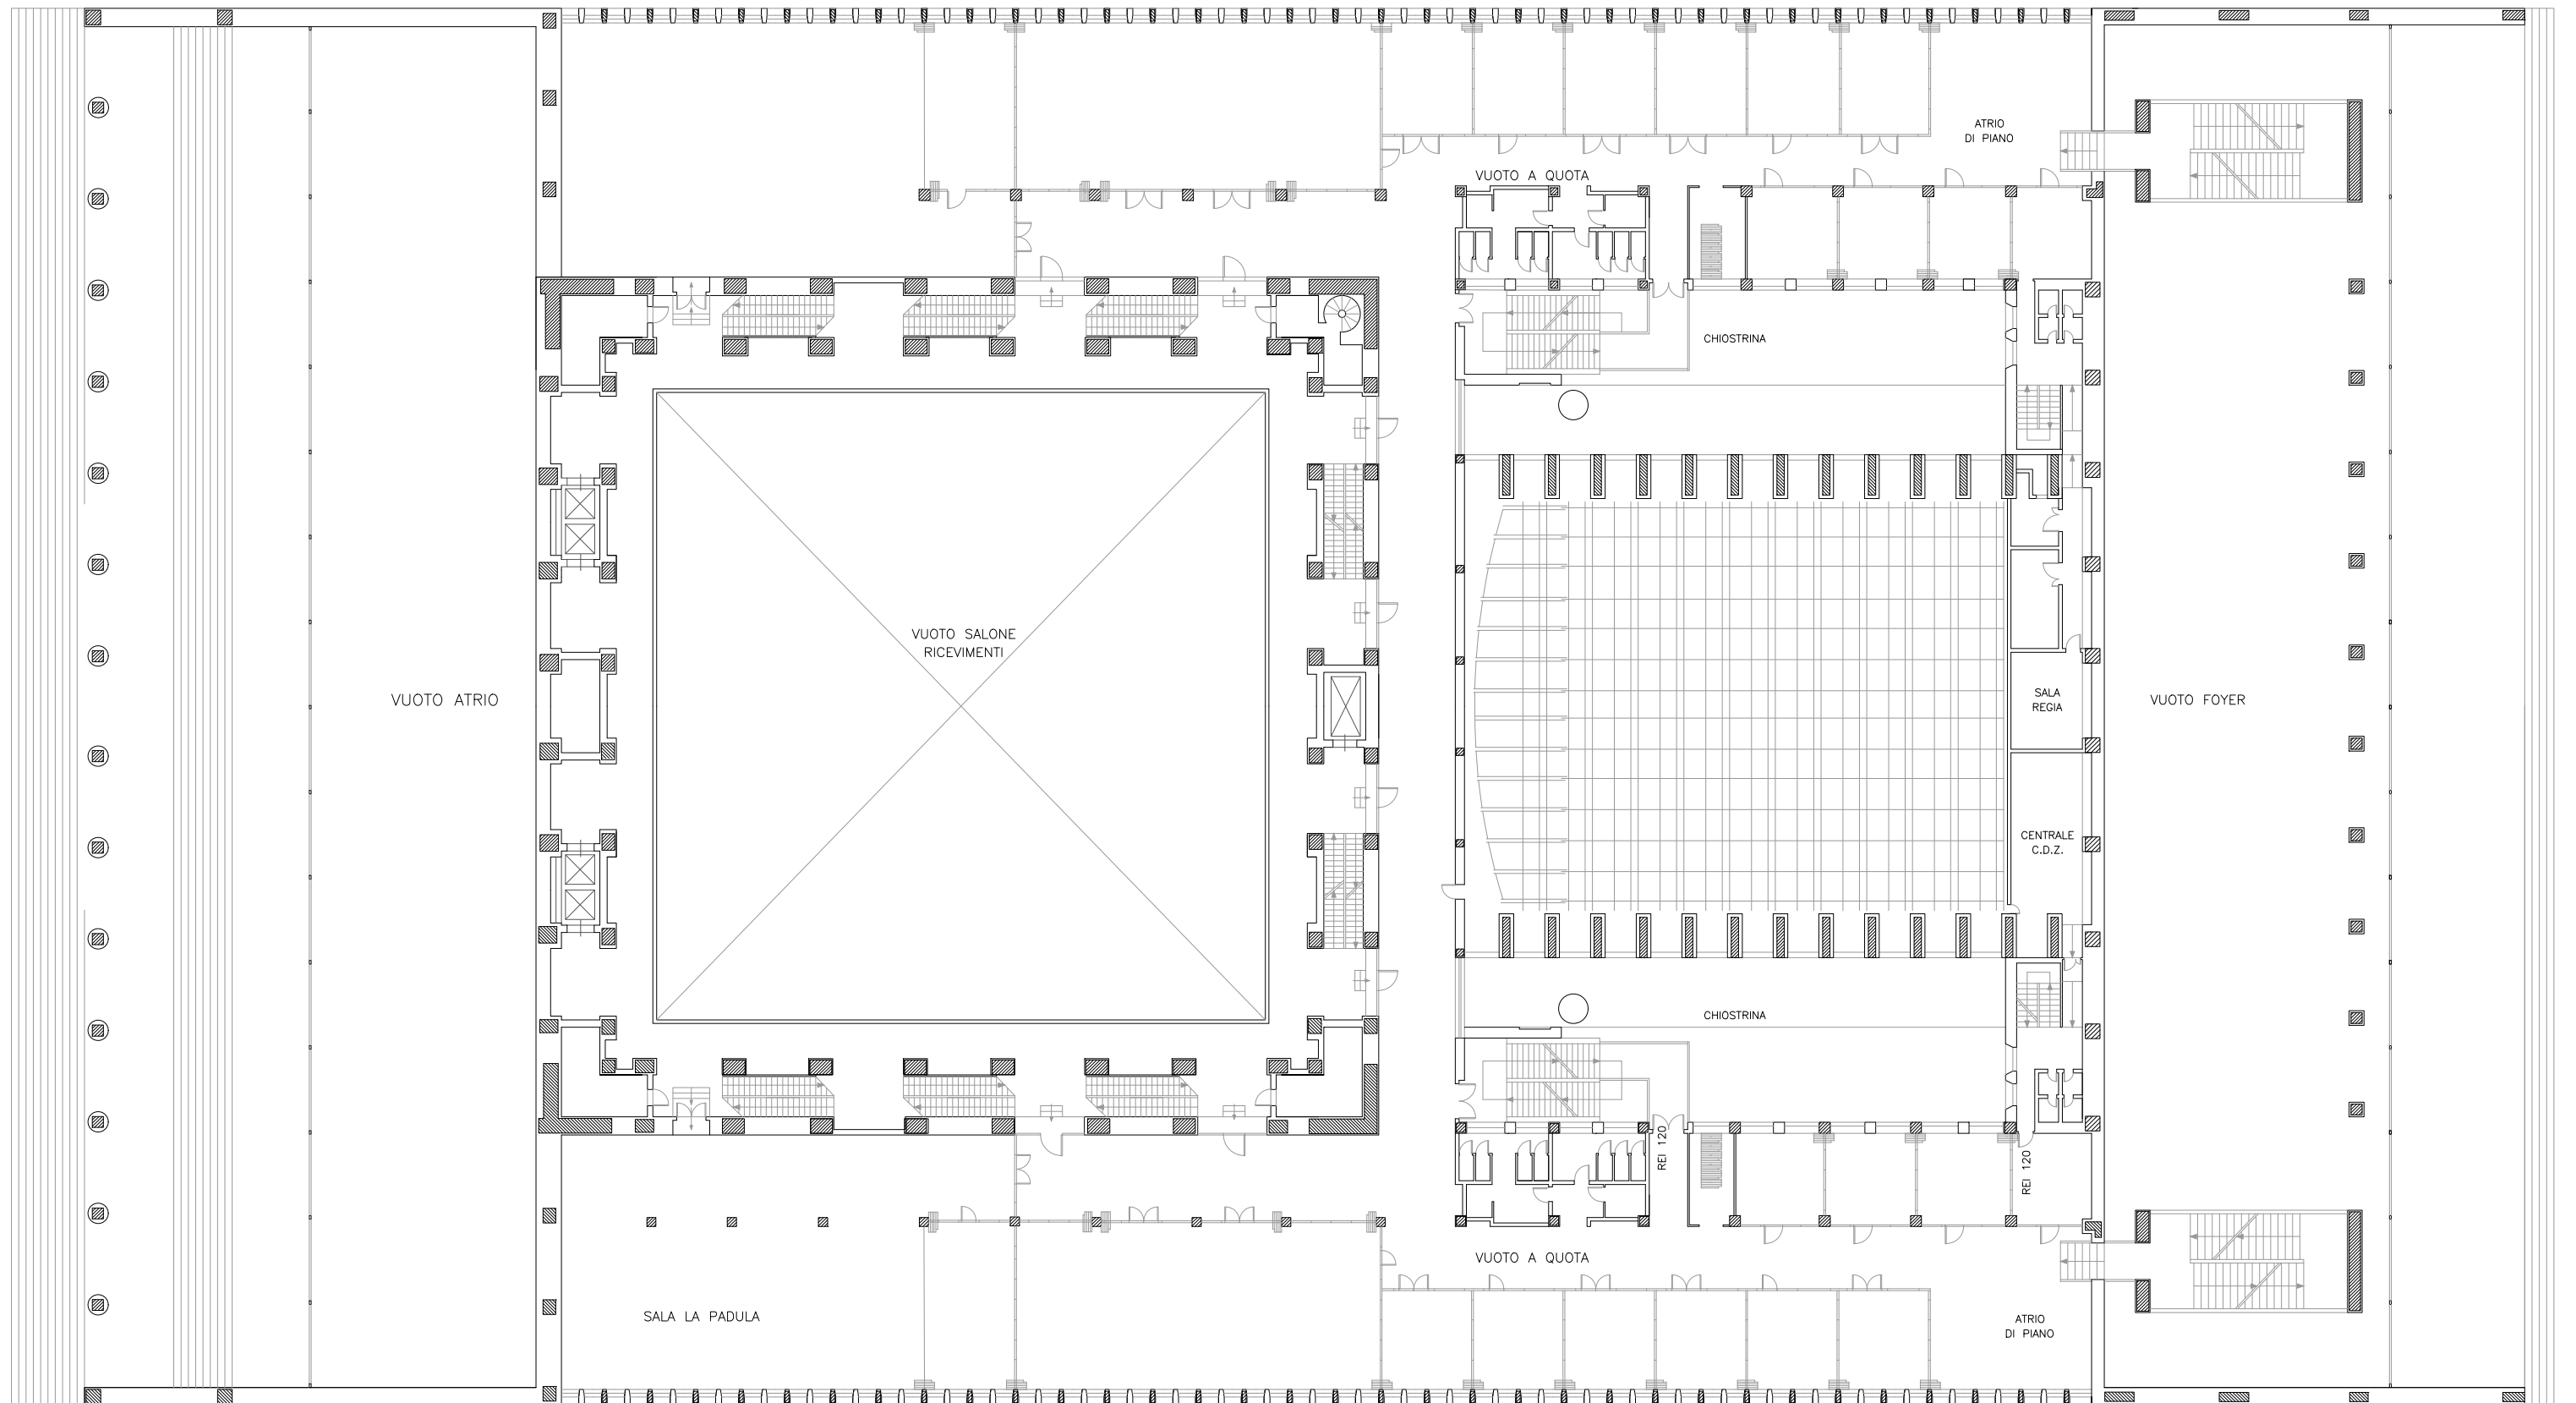 ATRIO
DI PIANO
VUOTO A QUOTA
CHIOSTRINA
VUOTO SALONE
RICEVIMENTI
VUOTO ATRIO
SALA
REGIA
VUOTO FOYER
CENTRALE
C.D.Z.
CHIOSTRINA
REI 120
REI 120
VUOTO A QUOTA
SALA LA PADULA
ATRIO
DI PIANO